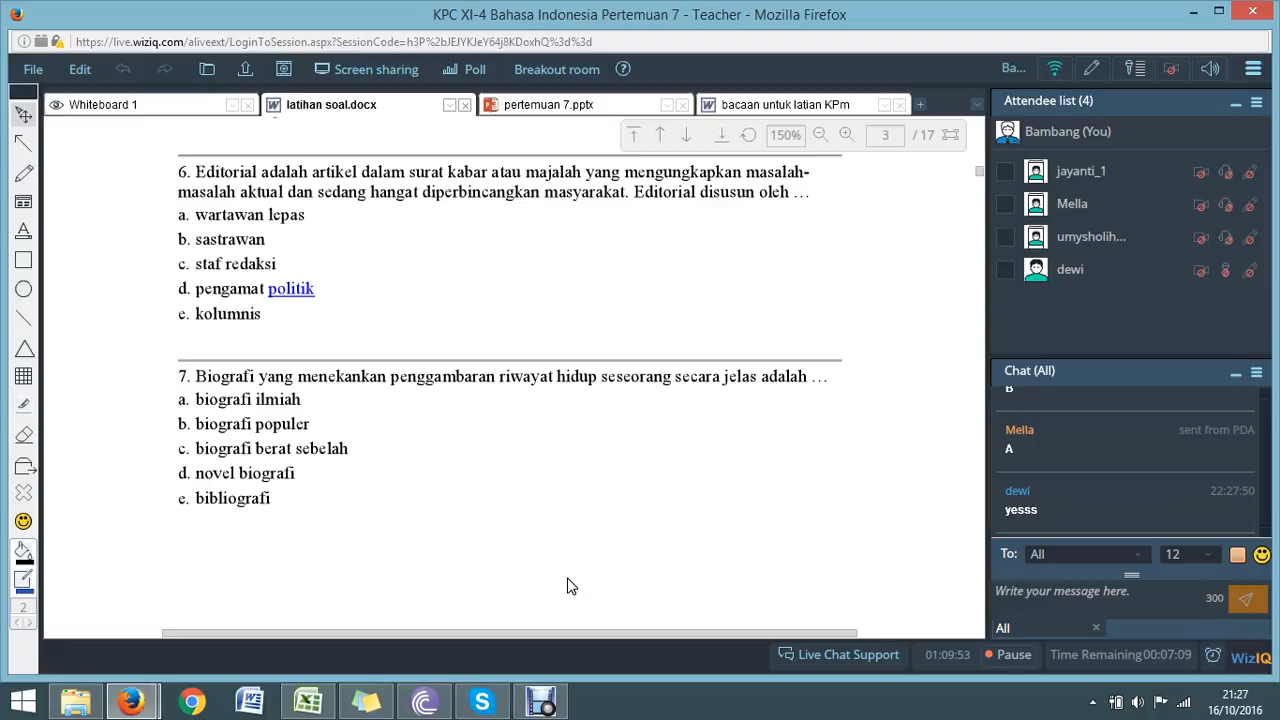 KPC XI-4 Bahasa Indonesia Pertemuan 7 - Teacher - Mozilla Firefox
https://live.wiziq.com/aliveext/LoginToSession.aspx?SessionCode=h3P%2bJEJYKJeY64j8KDoxhQ%3d%3d
File Edit Screen sharing Poll Breakout room Ba...
Whiteboard 1 latihan soal.docx pertemuan 7.pptx bacaan untuk latian KPm
150% 3 / 17
6. Editorial adalah artikel dalam surat kabar atau majalah yang mengungkapkan masalah-
masalah aktual dan sedang hangat diperbincangkan masyarakat. Editorial disusun oleh …
a. wartawan lepas
b. sastrawan
c. staf redaksi
d. pengamat politik
e. kolumnis
7. Biografi yang menekankan penggambaran riwayat hidup seseorang secara jelas adalah …
a. biografi ilmiah
b. biografi populer
c. biografi berat sebelah
d. novel biografi
e. bibliografi
2
Attendee list (4)
Bambang (You)
jayanti_1
Mella
umysholih...
dewi
Chat (All)
B
Mella sent from PDA
A
dewi 22:27:50
yesss
To: All 12
Write your message here. 300
All
Live Chat Support 01:09:53 Pause Time Remaining 00:07:09 WizIQ
21:27
16/10/2016